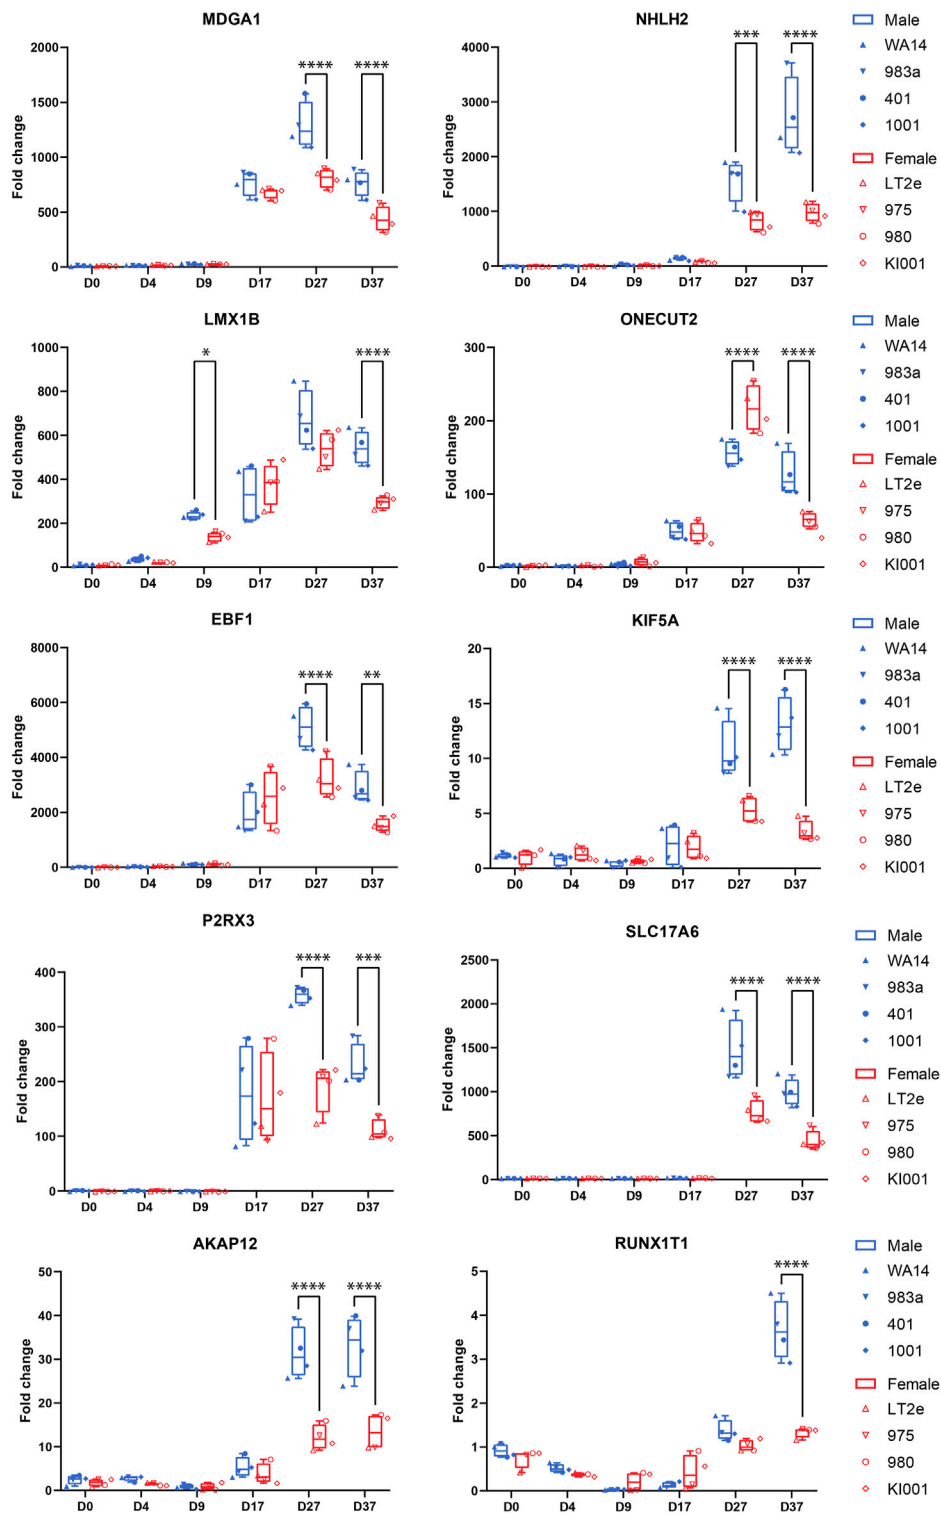 MDGA1
Fold change
2000
1500
1000
500
0
D0 D4 D9 D17 D27 D37
**** ****
NHLH2
Fold change
4000
3000
2000
1000
0
D0 D4 D9 D17 D27 D37
*** ****
Male
WA14
983a
401
1001
Female
LT2e
975
980
KI001
LMX1B
Fold change
1000
800
600
400
200
0
D0 D4 D9 D17 D27 D37
* ****
ONECUT2
Fold change
300
200
100
0
D0 D4 D9 D17 D27 D37
**** ****
Male
WA14
983a
401
1001
Female
LT2e
975
980
KI001
EBF1
Fold change
8000
6000
4000
2000
0
D0 D4 D9 D17 D27 D37
**** **
KIF5A
Fold change
20
15
10
5
0
D0 D4 D9 D17 D27 D37
**** ****
Male
WA14
983a
401
1001
Female
LT2e
975
980
KI001
P2RX3
Fold change
400
300
200
100
0
D0 D4 D9 D17 D27 D37
**** ***
SLC17A6
Fold change
2500
2000
1500
1000
500
0
D0 D4 D9 D17 D27 D37
**** ****
Male
WA14
983a
401
1001
Female
LT2e
975
980
KI001
AKAP12
Fold change
50
40
30
20
10
0
D0 D4 D9 D17 D27 D37
**** ****
RUNX1T1
Fold change
5
4
3
2
1
0
D0 D4 D9 D17 D27 D37
****
Male
WA14
983a
401
1001
Female
LT2e
975
980
KI001